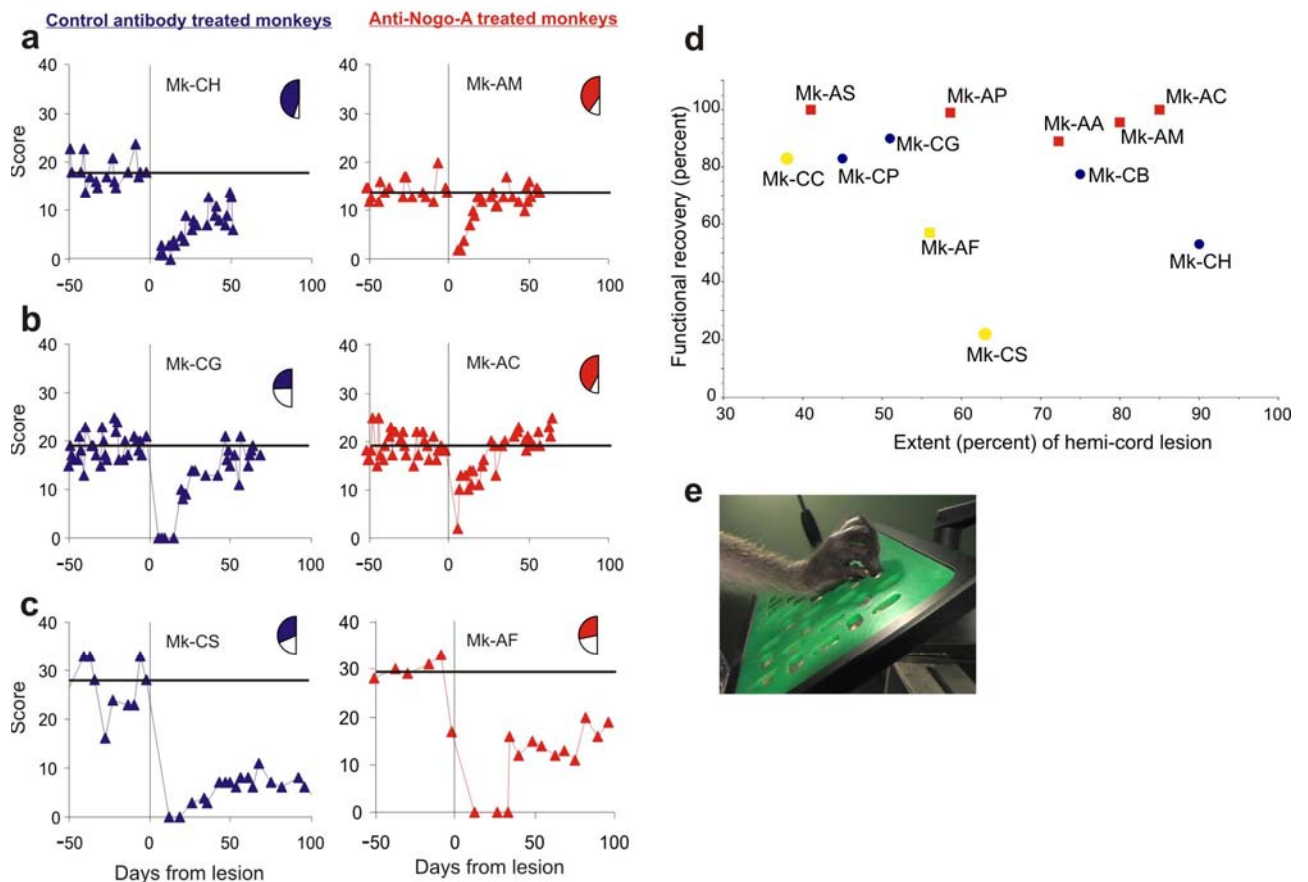 Control antibody treated monkeys
Anti-Nogo-A treated monkeys
a
Mk-CH
Score
40
30
20
10
0
−50
0
50
100
Mk-AM
40
30
20
10
0
−50
0
50
100
b
Mk-CG
Score
40
30
20
10
0
−50
0
50
100
Mk-AC
40
30
20
10
0
−50
0
50
100
c
Mk-CS
Score
40
30
20
10
0
−50
0
50
100
Days from lesion
Mk-AF
40
30
20
10
0
−50
0
50
100
Days from lesion
d
Functional recovery (percent)
100
80
60
40
20
0
Mk-AS
Mk-AP
Mk-AC
Mk-CG
Mk-AA
Mk-AM
Mk-CC
Mk-CP
Mk-CB
Mk-AF
Mk-CH
Mk-CS
30
40
50
60
70
80
90
100
Extent (percent) of hemi-cord lesion
e